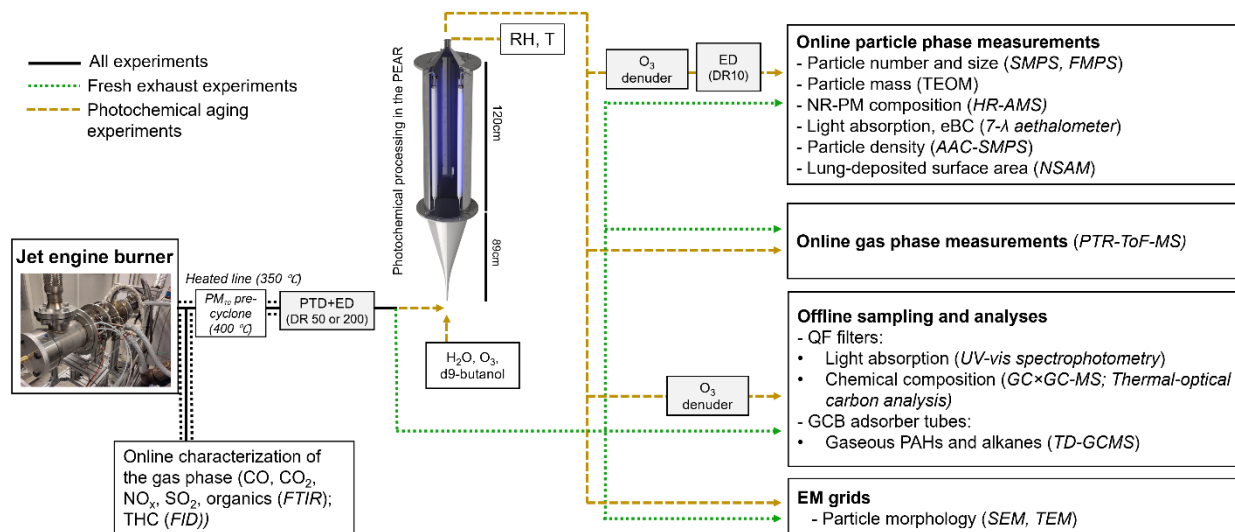 All experiments
Fresh exhaust experiments
Photochemical aging
experiments
Jet engine burner
Heated line (350 ℃)
PM₁₀ pre-
cyclone
(400 ℃)
PTD+ED
(DR 50 or 200)
Online characterization of
the gas phase (CO, CO₂,
NOₓ, SO₂, organics (FTIR);
THC (FID))
Photochemical processing in the PEAR
120cm
89cm
RH, T
H₂O, O₃,
d9-butanol
O₃
denuder
ED
(DR10)
O₃
denuder
Online particle phase measurements
- Particle number and size (SMPS, FMPS)
- Particle mass (TEOM)
- NR-PM composition (HR-AMS)
- Light absorption, eBC (7-λ aethalometer)
- Particle density (AAC-SMPS)
- Lung-deposited surface area (NSAM)
Online gas phase measurements (PTR-ToF-MS)
Offline sampling and analyses
- QF filters:
• Light absorption (UV-vis spectrophotometry)
• Chemical composition (GC×GC-MS; Thermal-optical
carbon analysis)
- GCB adsorber tubes:
• Gaseous PAHs and alkanes (TD-GCMS)
EM grids
- Particle morphology (SEM, TEM)